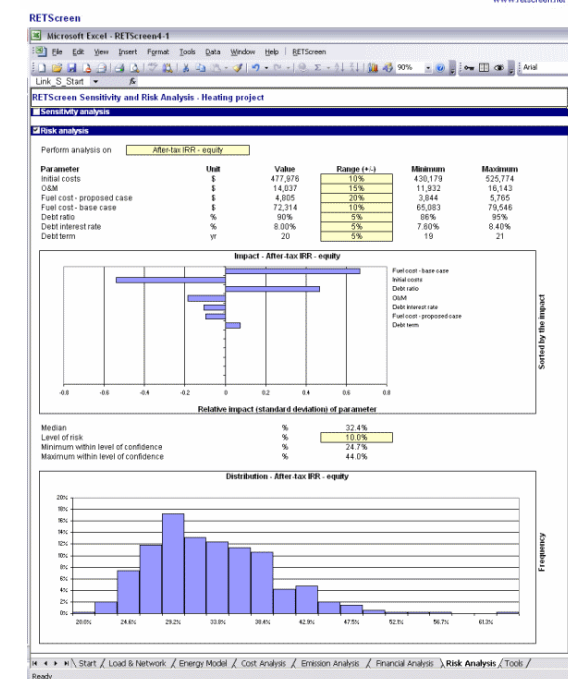 www.retscreen.net
RETScreen
Microsoft Excel - RETScreen4-1
File Edit View Insert Format Tools Data Window Help RETScreen
90% Arial
Link_S_Start fx
RETScreen Sensitivity and Risk Analysis - Heating project
Sensitivity analysis
Risk analysis
Perform analysis on After-tax IRR - equity
Parameter Unit Value Range (+/-) Minimum Maximum
Initial costs $ 477,976 10% 430,179 525,774
O&M $ 14,037 15% 11,932 16,143
Fuel cost - proposed case $ 4,805 20% 3,844 5,765
Fuel cost - base case $ 72,314 10% 65,083 79,546
Debt ratio % 90% 5% 86% 95%
Debt interest rate % 8.00% 5% 7.60% 8.40%
Debt term yr 20 5% 19 21
Impact - After-tax IRR - equity
Fuel cost - base case
Initial costs
Debt ratio
O&M
Debt interest rate
Fuel cost - proposed case
Debt term
Sorted by the impact
-0.8 -0.6 -0.4 -0.2 0 0.2 0.4 0.6 0.8
Relative impact (standard deviation) of parameter
Median % 32.4%
Level of risk % 10.0%
Minimum within level of confidence % 24.7%
Maximum within level of confidence % 44.0%
Distribution - After-tax IRR - equity
20%
18%
16%
14%
12%
10%
8%
6%
4%
2%
0%
20.0% 24.6% 29.2% 33.8% 38.4% 42.9% 47.5% 52.1% 56.7% 61.3%
Frequency
Start / Load & Network / Energy Model / Cost Analysis / Emission Analysis / Financial Analysis \ Risk Analysis / Tools /
Ready